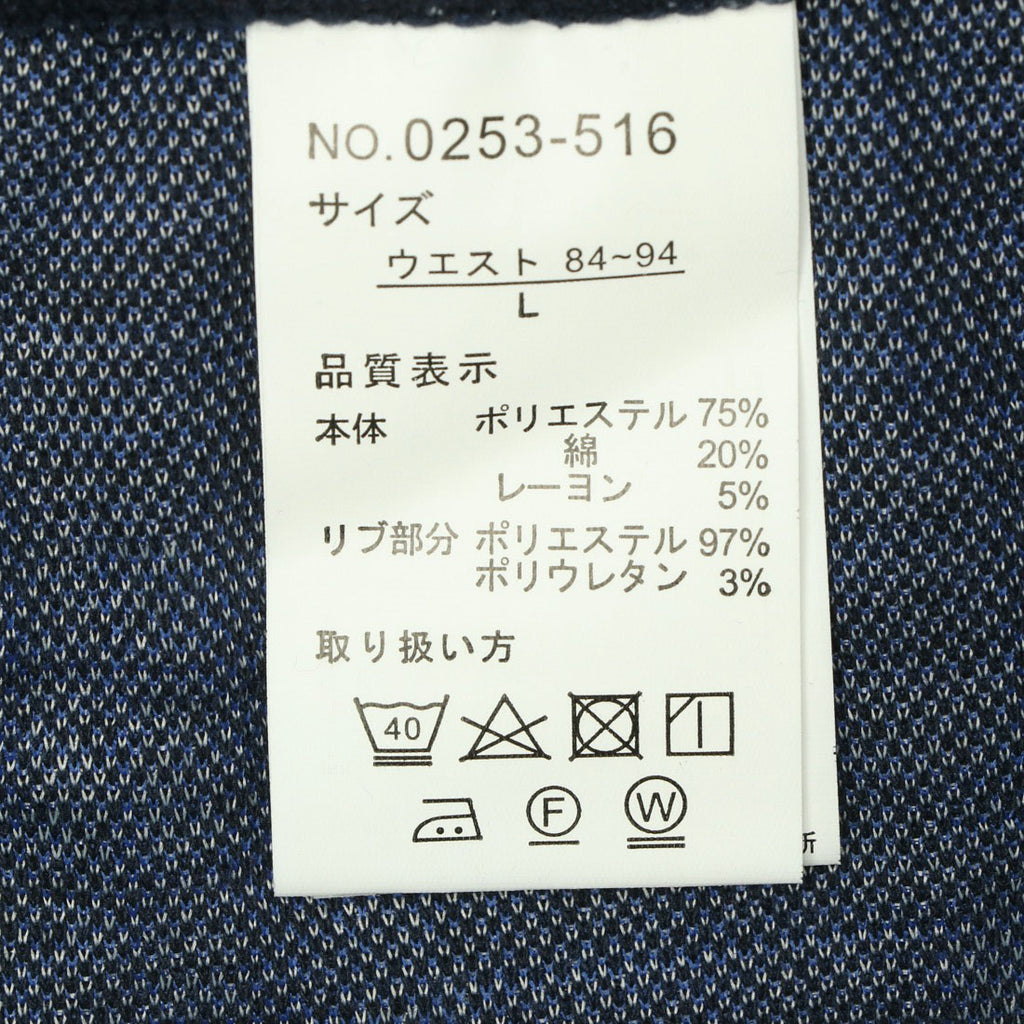 NO.0253-516
サイズ
ウエスト 84~94
L
品質表示
本体 ポリエステル 75%
綿 20%
レーヨン 5%
リブ部分 ポリエステル 97%
ポリウレタン 3%
取り扱い方
40
F W
所